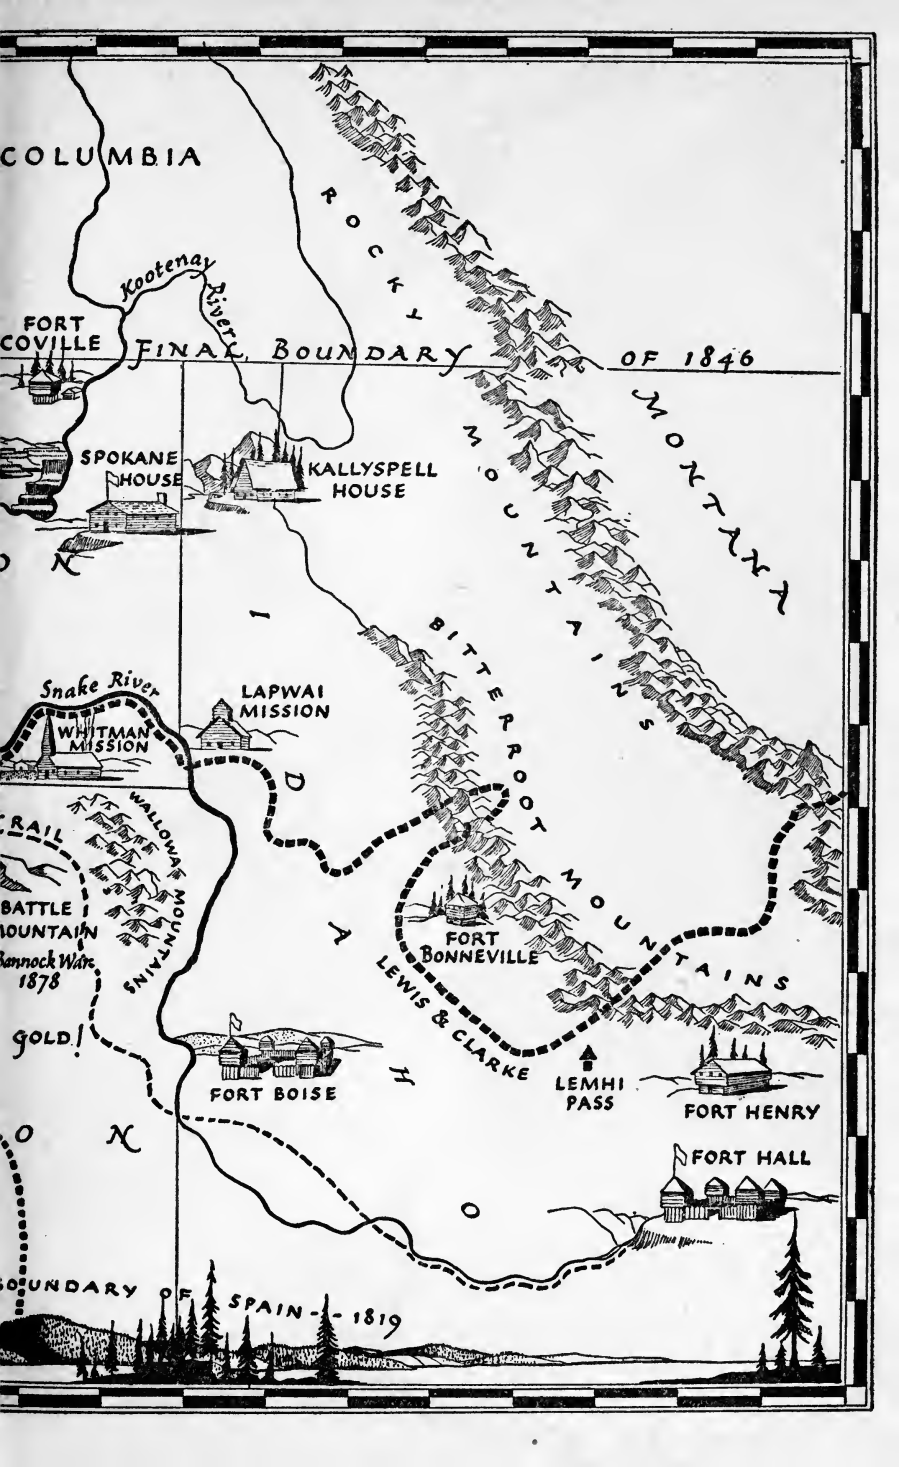 COLUMBIA
ROCKY
Kootenay
River
FORT
COVILLE
FINAL BOUNDARY OF 1846
MONTANA
MOUNTAINS
SPOKANE
HOUSE
KALLYSPELL
HOUSE
ON
I
BITTERROOT
Snake River
LAPWAI
MISSION
WHITMAN
MISSION
D
WALLOWA MOUNTAINS
TRAIL
MOUNTAINS
BATTLE
MOUNTAIN
Bannock War
1878
A
FORT
BONNEVILLE
LEWIS & CLARKE
GOLD!
FORT BOISE
H
LEMHI
PASS
FORT HENRY
ON
FORT HALL
O
BOUNDARY OF SPAIN -- 1819